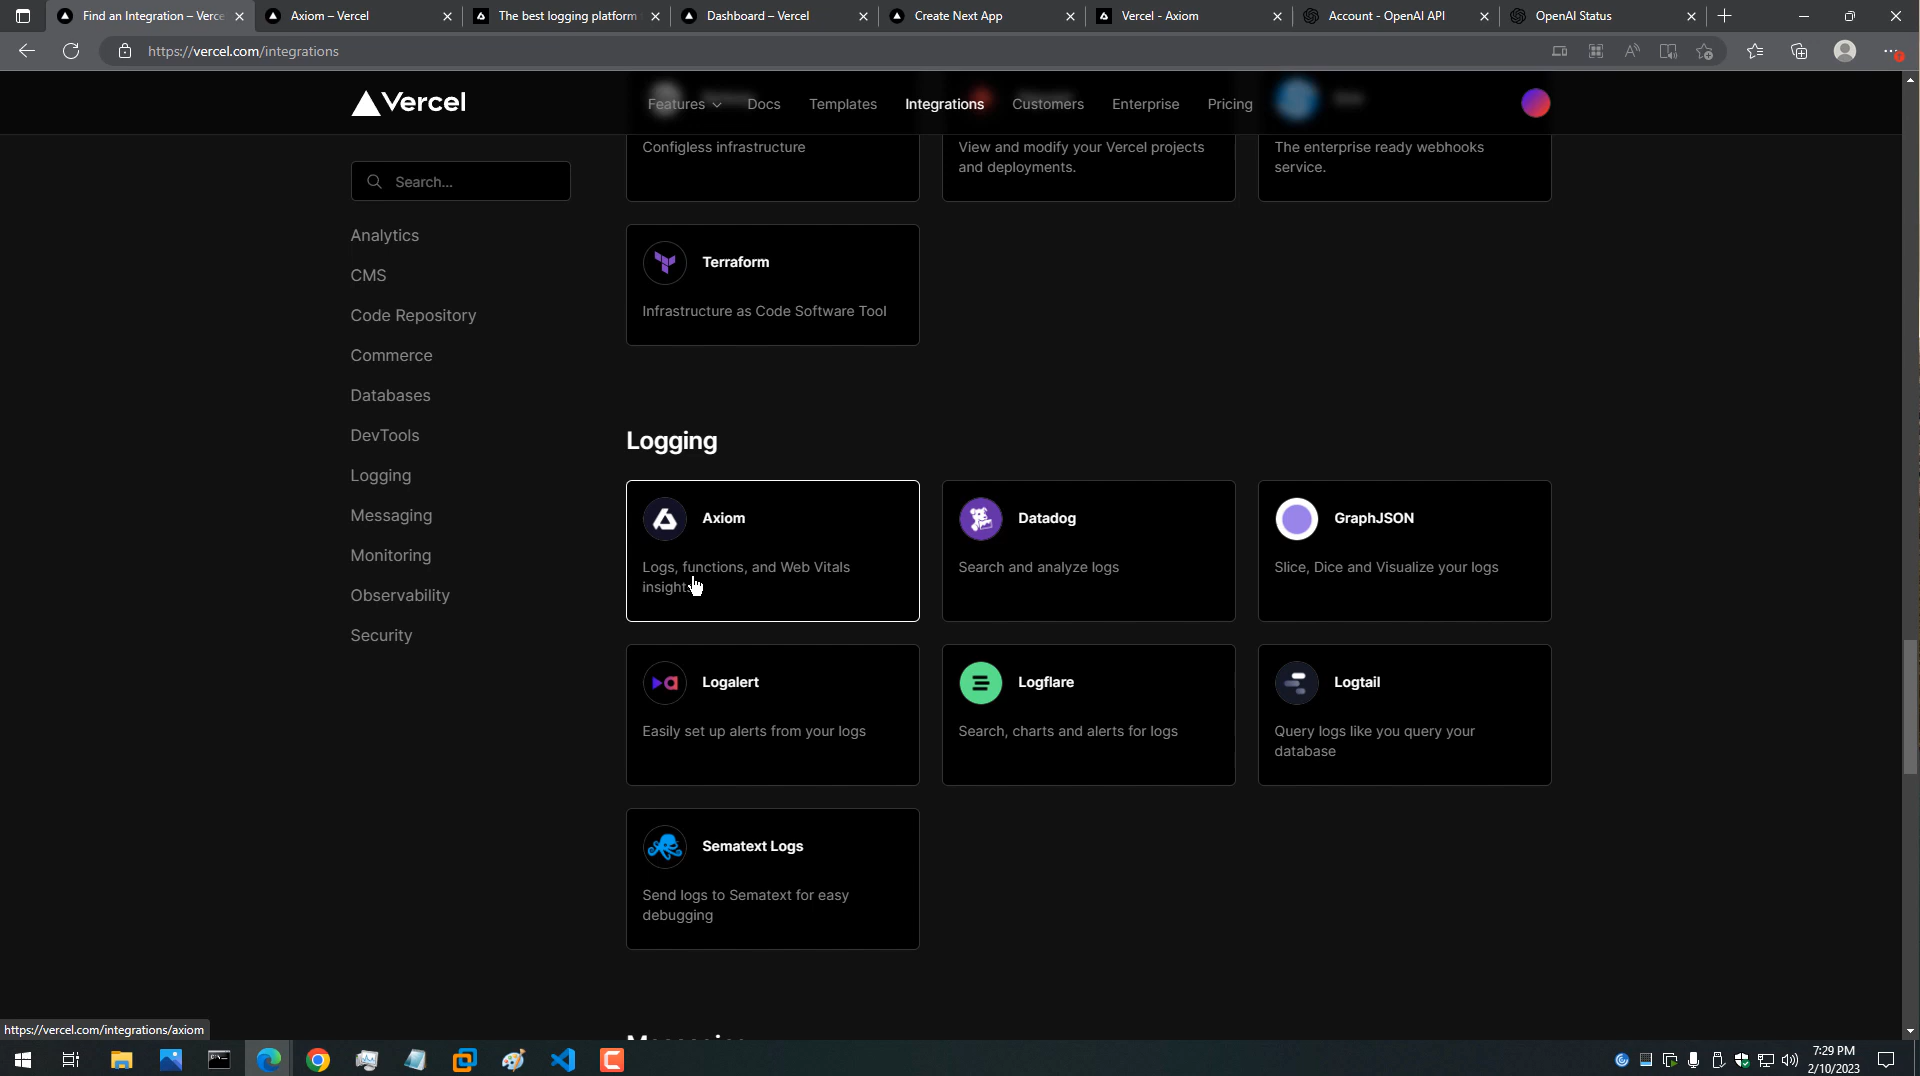 Find an Integration – Verce
Axiom – Vercel
The best logging platform
Dashboard – Vercel
Create Next App
Vercel - Axiom
Account - OpenAI API
OpenAI Status
https://vercel.com/integrations
Vercel
Features
Docs
Templates
Integrations
Customers
Enterprise
Pricing
Search...
Analytics
CMS
Code Repository
Commerce
Databases
DevTools
Logging
Messaging
Monitoring
Observability
Security
Configless infrastructure
View and modify your Vercel projects
and deployments.
The enterprise ready webhooks
service.
Terraform
Infrastructure as Code Software Tool
Logging
Axiom
Logs, functions, and Web Vitals
insights
Datadog
Search and analyze logs
GraphJSON
Slice, Dice and Visualize your logs
Logalert
Easily set up alerts from your logs
Logflare
Search, charts and alerts for logs
Logtail
Query logs like you query your
database
Sematext Logs
Send logs to Sematext for easy
debugging
https://vercel.com/integrations/axiom
7:29 PM
2/10/2023